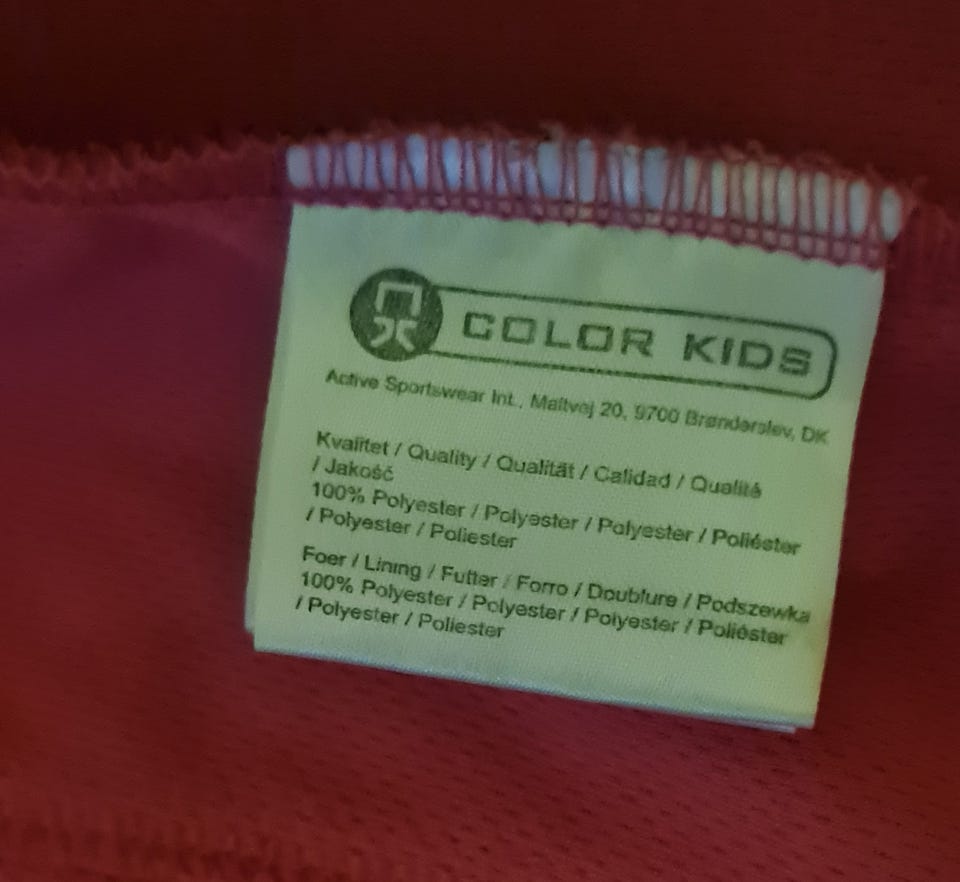 COLOR KIDS
Active Sportswear Int., Maltvej 20, 9700 Brønderslev, DK
Kvalitet / Quality / Qualität / Calidad / Qualité
/ Jakość
100% Polyester / Polyester / Polyester / Poliéster
/ Polyester / Poliester
Foer / Lining / Futter / Forro / Doublure / Podszewka
100% Polyester / Polyester / Polyester / Poliéster
/ Polyester / Poliester